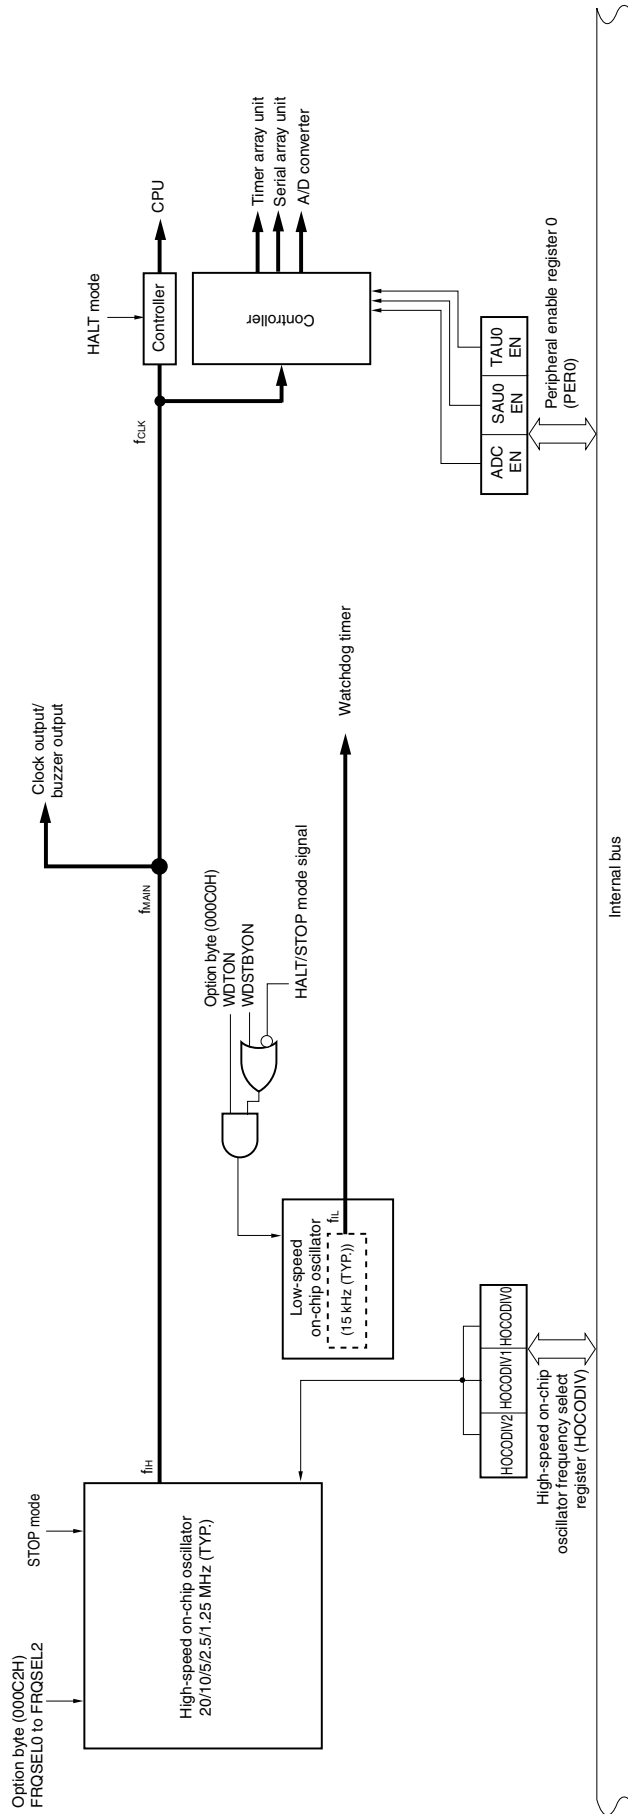 Option byte (000C2H)
FRQSEL0 to FRQSEL2
STOP mode
High-speed on-chip oscillator
20/10/5/2.5/1.25 MHz (TYP.)
fIH
fMAIN
Clock output/
buzzer output
fCLK
HALT mode
Controller
CPU
Controller
Timer array unit
Serial array unit
A/D converter
Option byte (000C0H)
WDTON
WDSTBYON
HALT/STOP mode signal
Low-speed
on-chip oscillator
(15 kHz (TYP.))
fIL
Watchdog timer
HOCODIV2
HOCODIV1
HOCODIV0
High-speed on-chip
oscillator frequency select
register (HOCODIV)
ADC
EN
SAU0
EN
TAU0
EN
Peripheral enable register 0
(PER0)
Internal bus